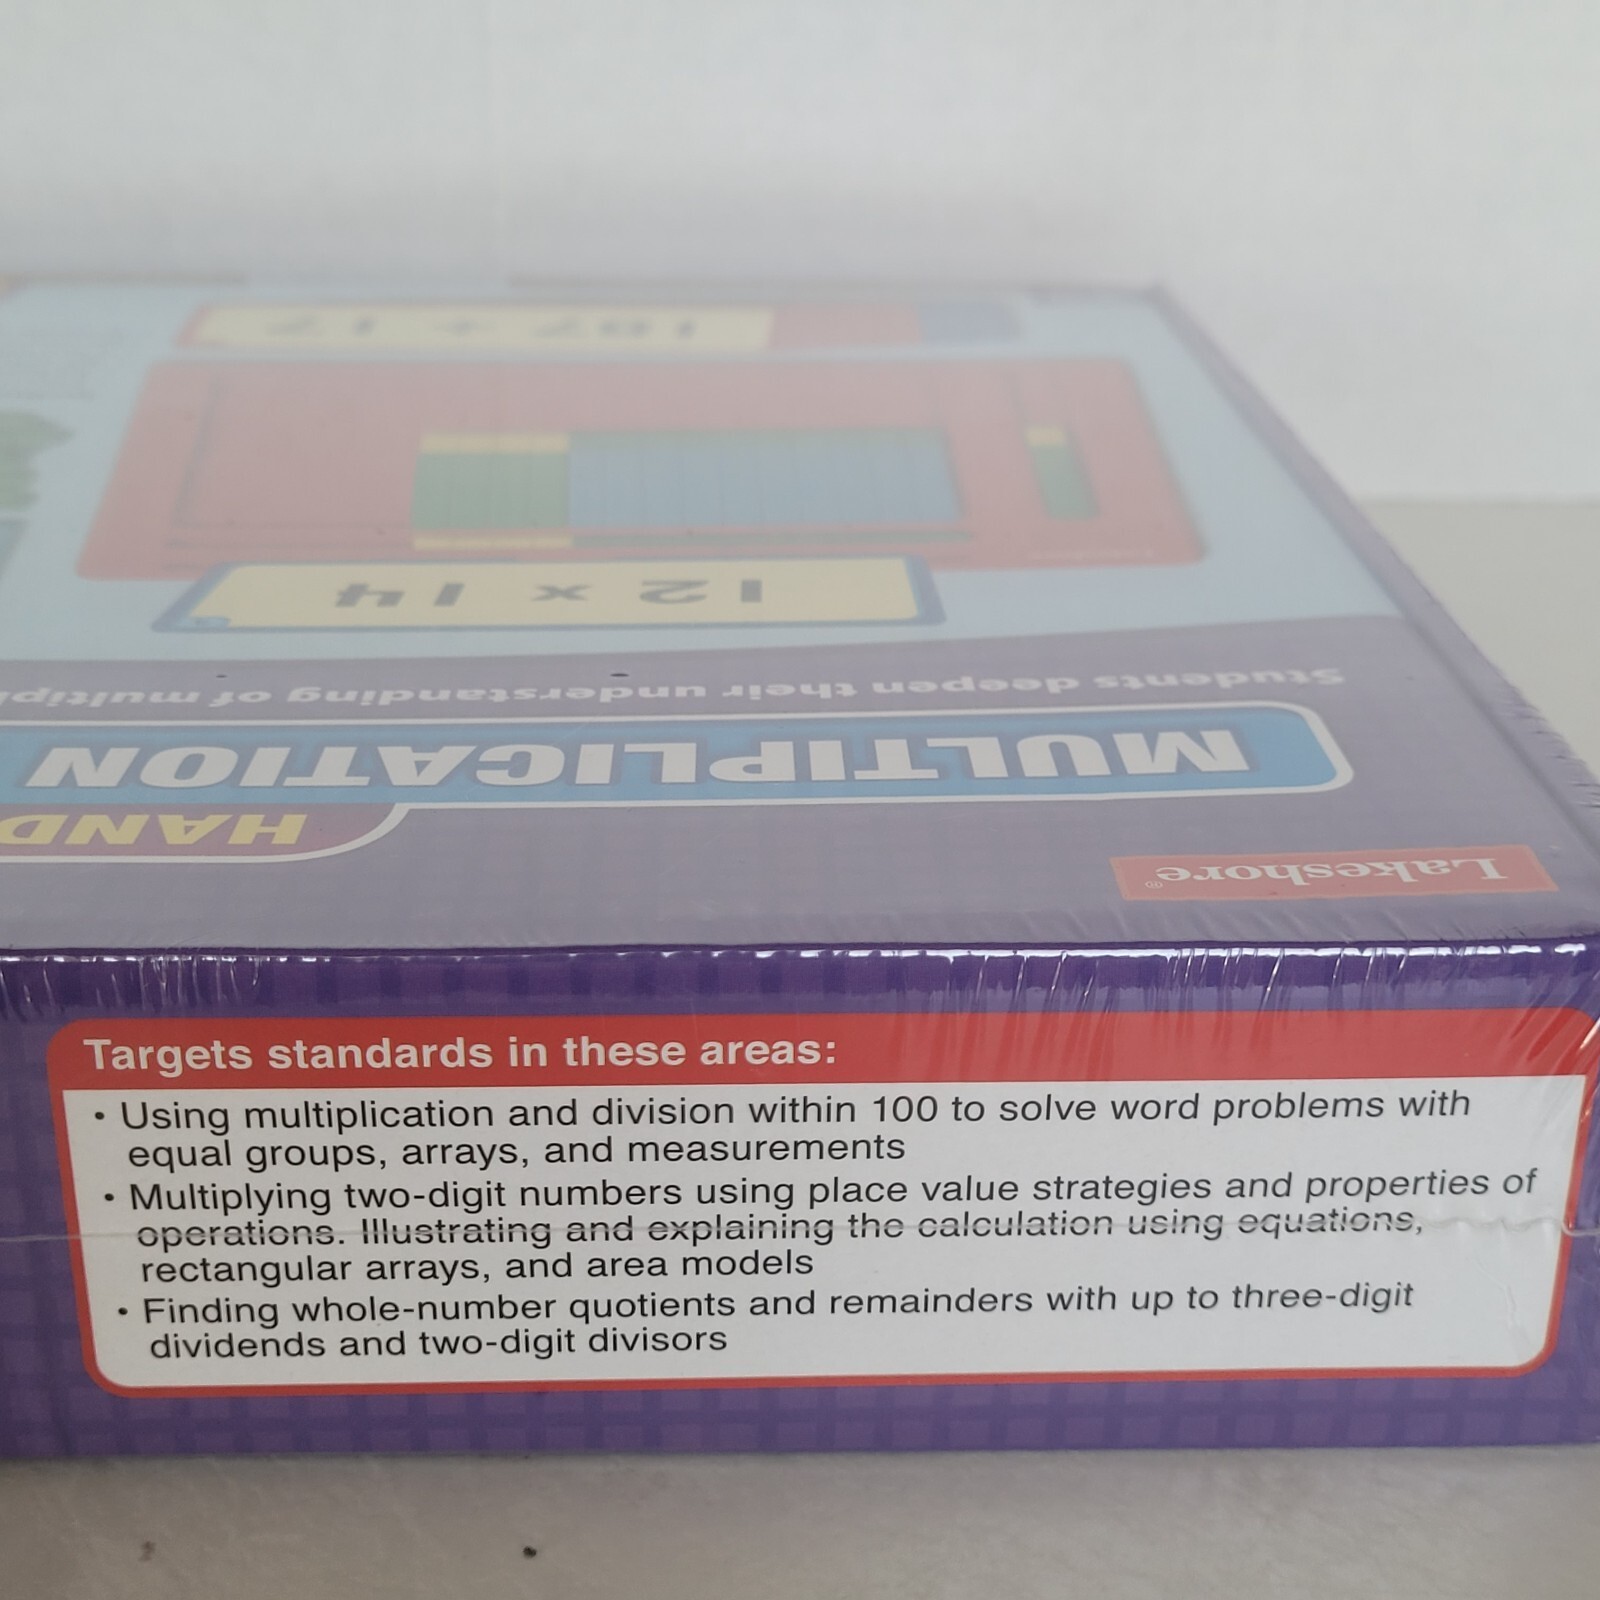 Lakeshore®
HAND
MULTIPLICATION
Students deepen their understanding of
12 x 14
Targets standards in these areas:
• Using multiplication and division within 100 to solve word problems with
equal groups, arrays, and measurements
• Multiplying two-digit numbers using place value strategies and properties of
operations. Illustrating and explaining the calculation using equations,
rectangular arrays, and area models
• Finding whole-number quotients and remainders with up to three-digit
dividends and two-digit divisors